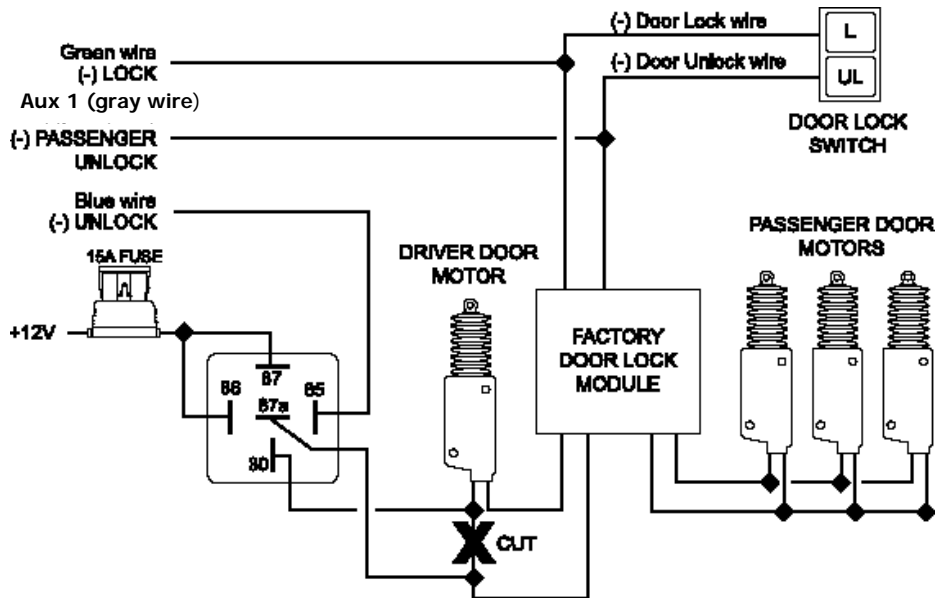 Green wire
(-) LOCK
Aux 1 (gray wire)
(-) PASSENGER
UNLOCK
Blue wire
(-) UNLOCK
15A FUSE
+12V
86
87
87a
85
30
DRIVER DOOR
MOTOR
CUT
(-) Door Lock wire
(-) Door Unlock wire
L
UL
DOOR LOCK
SWITCH
FACTORY
DOOR LOCK
MODULE
PASSENGER DOOR
MOTORS